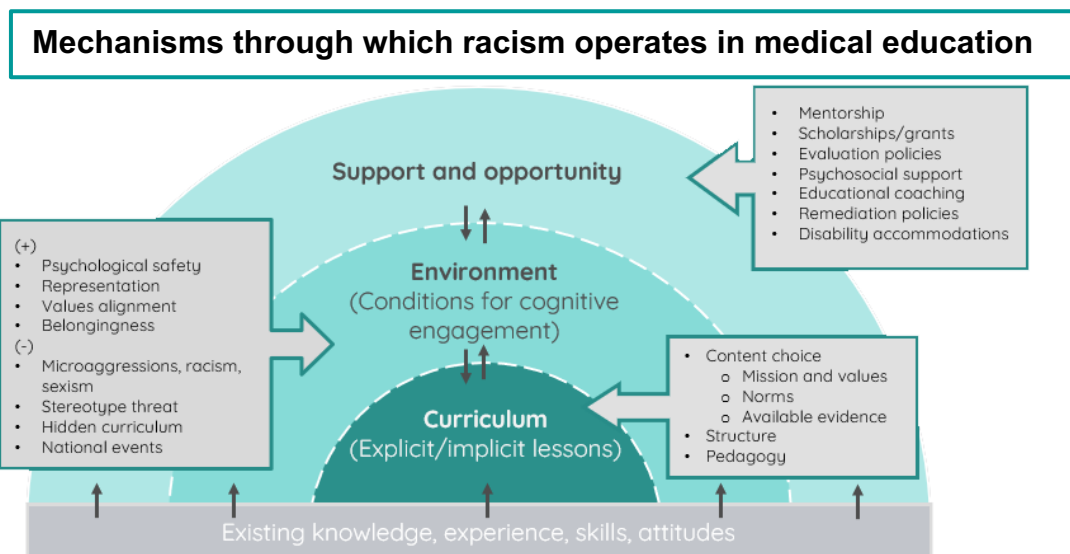 Mechanisms through which racism operates in medical education
• Mentorship
• Scholarships/grants
• Evaluation policies
• Psychosocial support
• Educational coaching
• Remediation policies
• Disability accommodations
Support and opportunity
(+)
• Psychological safety
• Representation
• Values alignment
• Belongingness
(-)
• Microaggressions, racism,
sexism
• Stereotype threat
• Hidden curriculum
• National events
Environment
(Conditions for cognitive
engagement)
• Content choice
o Mission and values
o Norms
o Available evidence
• Structure
• Pedagogy
Curriculum
(Explicit/implicit lessons)
Existing knowledge, experience, skills, attitudes